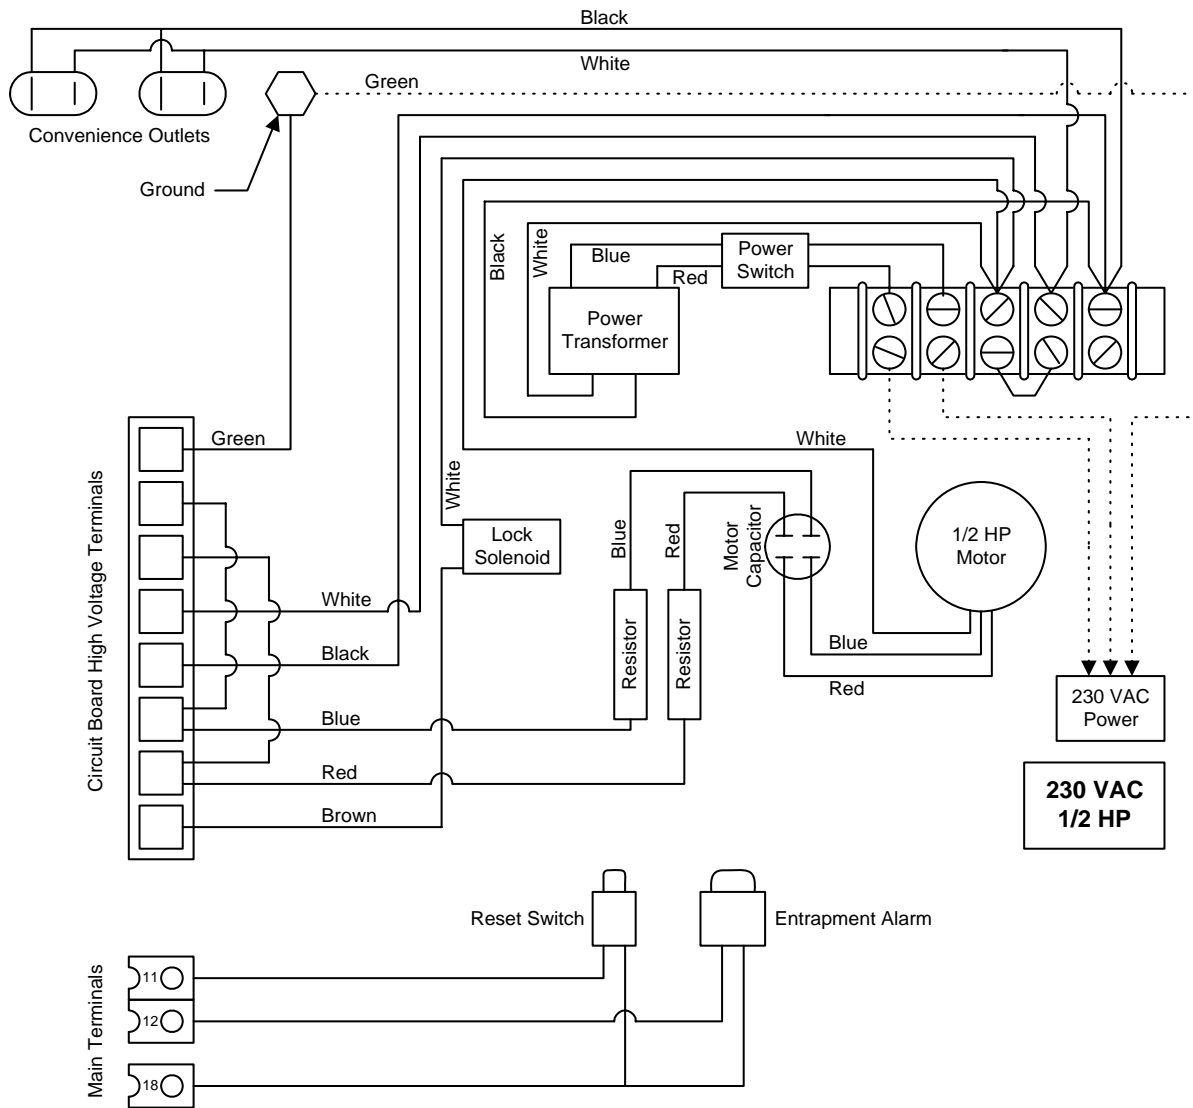 Black
White
Green
Convenience Outlets
Ground
Black
White
Blue
Red
Power
Switch
Power
Transformer
Green
White
White
Circuit Board High Voltage Terminals
Lock
Solenoid
Blue
Red
Motor
Capacitor
1/2 HP
Motor
White
Black
Resistor
Resistor
Blue
Red
Blue
Red
Brown
230 VAC
Power
230 VAC
1/2 HP
Reset Switch
Entrapment Alarm
Main Terminals
11
12
18